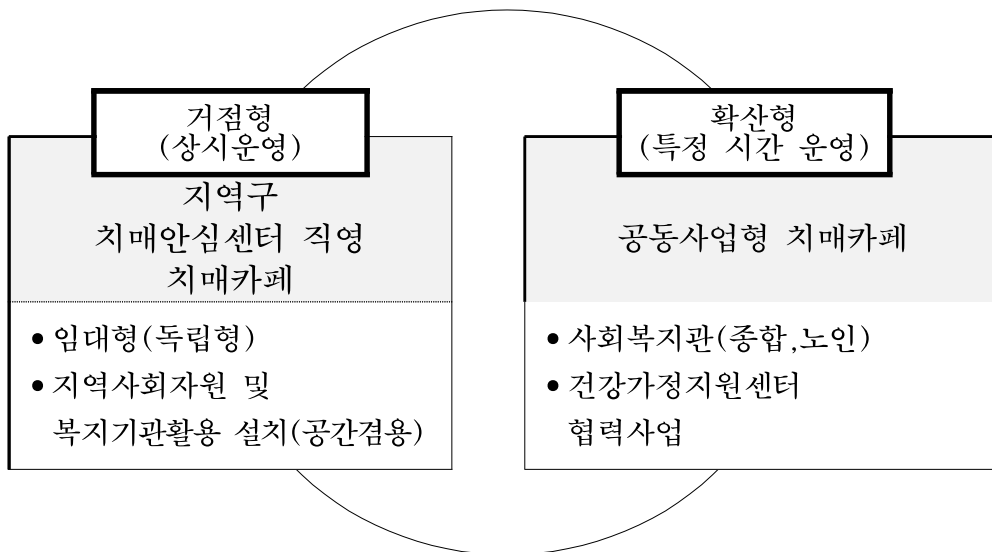 거점형
(상시운영)
지역구
치매안심센터 직영
치매카페
• 임대형(독립형)
• 지역사회자원 및
복지기관활용 설치(공간겸용)
확산형
(특정 시간 운영)
공동사업형 치매카페
• 사회복지관(종합,노인)
• 건강가정지원센터
협력사업